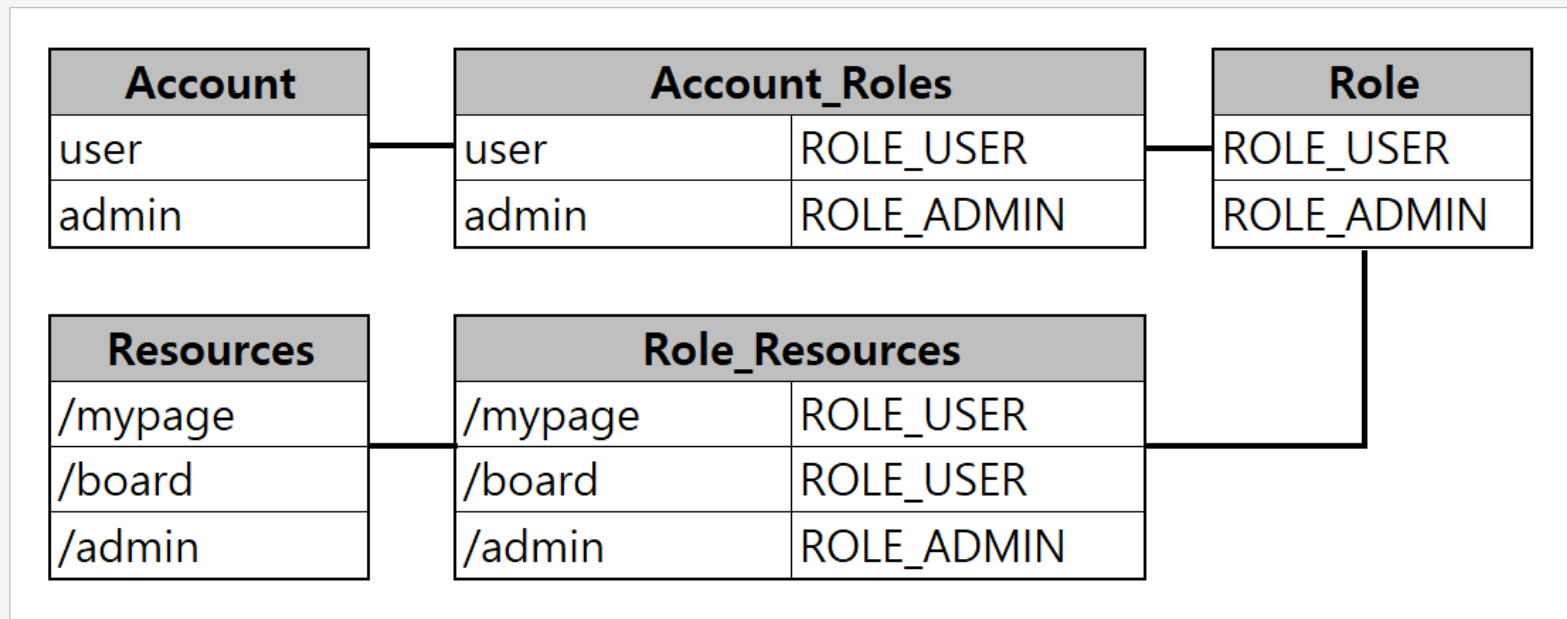 Account
user
admin
Account_Roles
user ROLE_USER
admin ROLE_ADMIN
Role
ROLE_USER
ROLE_ADMIN
Resources
/mypage
/board
/admin
Role_Resources
/mypage ROLE_USER
/board ROLE_USER
/admin ROLE_ADMIN